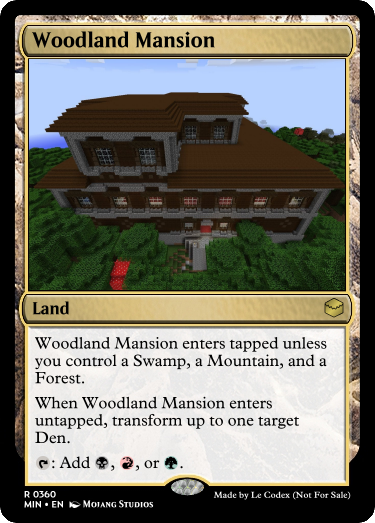 Woodland Mansion
Land
Woodland Mansion enters tapped unless
you control a Swamp, a Mountain, and a
Forest.
When Woodland Mansion enters
untapped, transform up to one target
Den.
: Add , , or .
R 0360
MIN • EN Mojang Studios
Made by Le Codex (Not For Sale)